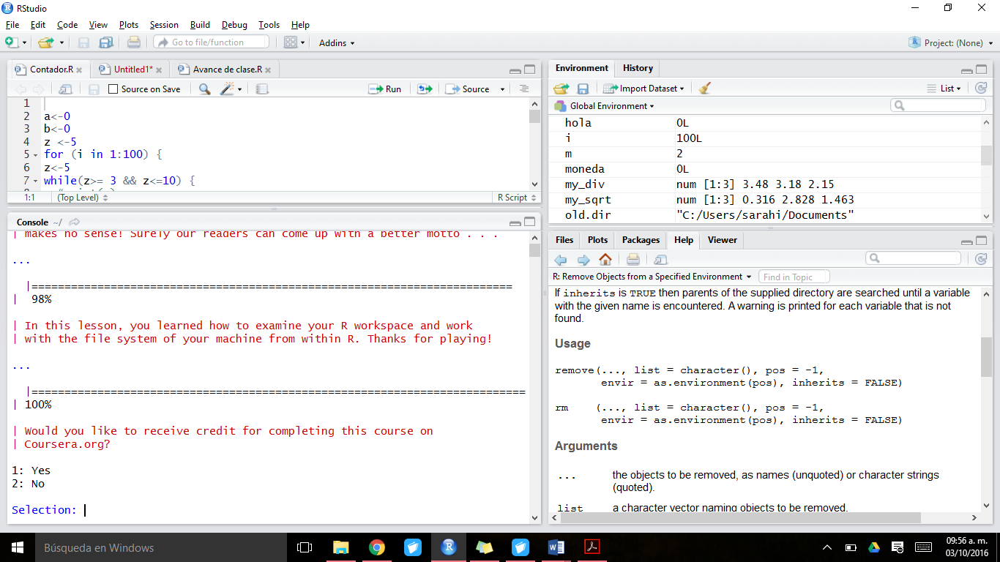 RStudio
File Edit Code View Plots Session Build Debug Tools Help
Go to file/function Addins Project: (None)
Contador.R Untitled1* Avance de clase.R
Source on Save Run Source
1
2 a<-0
3 b<-0
4 z <-5
5 for (i in 1:100) {
6 z<-5
7 while(z>= 3 && z<=10) {
1:1 (Top Level) R Script
Console ~/
| makes no sense! Surely our readers can come up with a better motto . . .
...
|=========================================================================
| 98%
| In this lesson, you learned how to examine your R workspace and work
| with the file system of your machine from within R. Thanks for playing!
...
|===========================================================================
| 100%
| Would you like to receive credit for completing this course on
| Coursera.org?
1: Yes
2: No
Selection:
Environment History
Import Dataset List
Global Environment
hola 0L
i 100L
m 2
moneda 0L
my_div num [1:3] 3.48 3.18 2.15
my_sqrt num [1:3] 0.316 2.828 1.463
old.dir "C:/Users/sarahi/Documents"
Files Plots Packages Help Viewer
R: Remove Objects from a Specified Environment Find in Topic
If inherits is TRUE then parents of the supplied directory are searched until a variable
with the given name is encountered. A warning is printed for each variable that is not
found.
Usage
remove(..., list = character(), pos = -1,
envir = as.environment(pos), inherits = FALSE)
rm (..., list = character(), pos = -1,
envir = as.environment(pos), inherits = FALSE)
Arguments
... the objects to be removed, as names (unquoted) or character strings
(quoted).
list a character vector naming objects to be removed.
Búsqueda en Windows
09:56 a. m.
03/10/2016